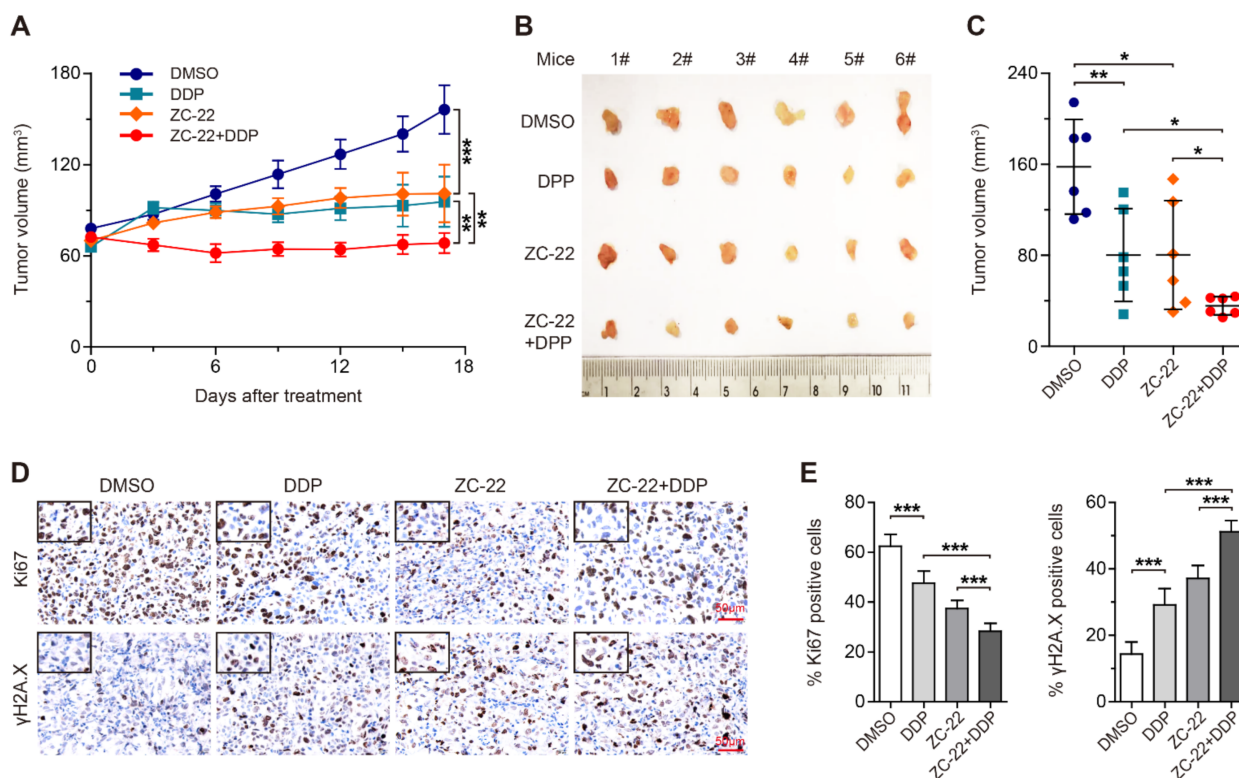 A
Tumor volume (mm³)
180
120
60
0
0
6
12
18
Days after treatment
DMSO
DDP
ZC-22
ZC-22+DDP
***
**
**
B
Mice 1# 2# 3# 4# 5# 6#
DMSO
DPP
ZC-22
ZC-22
+DPP
CM 1 2 3 4 5 6 7 8 9 10 11
C
Tumor volume (mm³)
240
160
80
0
*
**
*
*
DMSO
DDP
ZC-22
ZC-22+DDP
D
DMSO DDP ZC-22 ZC-22+DDP
Ki67
50μm
γH2A.X
50μm
E
% Ki67 positive cells
80
60
40
20
0
***
***
***
DMSO
DDP
ZC-22
ZC-22+DDP
% γH2A.X positive cells
60
40
20
0
***
***
***
DMSO
DDP
ZC-22
ZC-22+DDP